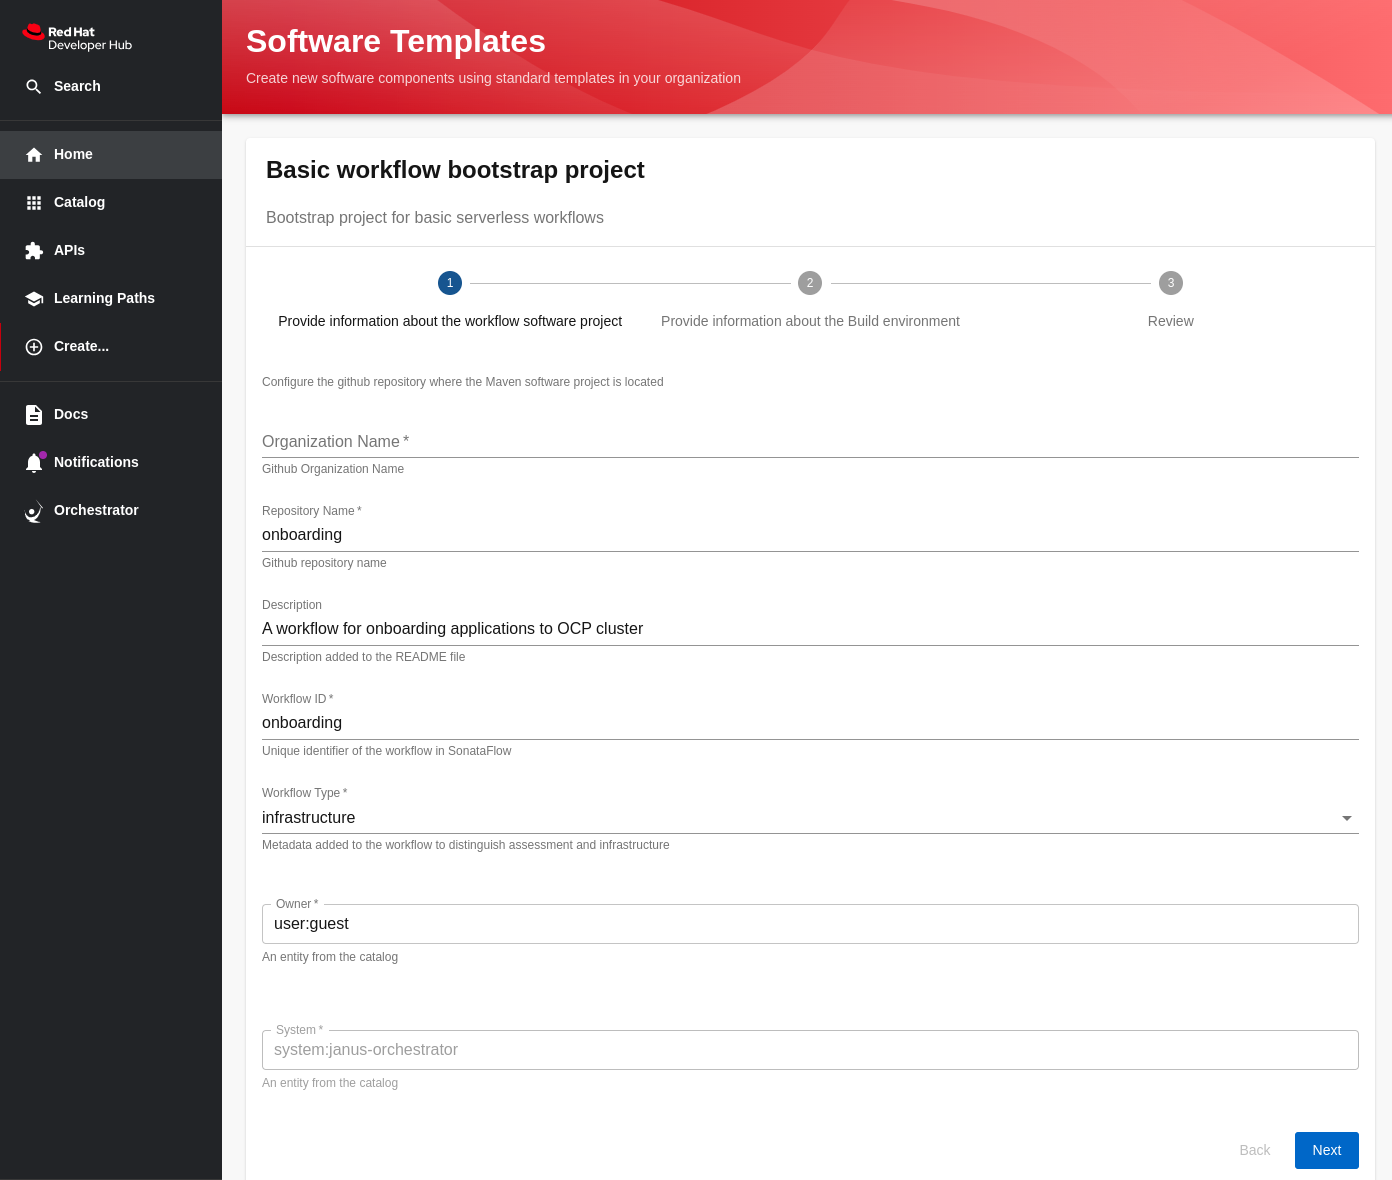 Red Hat
Developer Hub
Search
Home
Catalog
APIs
Learning Paths
Create...
Docs
Notifications
Orchestrator
Software Templates
Create new software components using standard templates in your organization
Basic workflow bootstrap project
Bootstrap project for basic serverless workflows
1 2 3
Provide information about the workflow software project Provide information about the Build environment Review
Configure the github repository where the Maven software project is located
Organization Name *
Github Organization Name
Repository Name *
onboarding
Github repository name
Description
A workflow for onboarding applications to OCP cluster
Description added to the README file
Workflow ID *
onboarding
Unique identifier of the workflow in SonataFlow
Workflow Type *
infrastructure
Metadata added to the workflow to distinguish assessment and infrastructure
Owner *
user:guest
An entity from the catalog
System *
system:janus-orchestrator
An entity from the catalog
Back Next